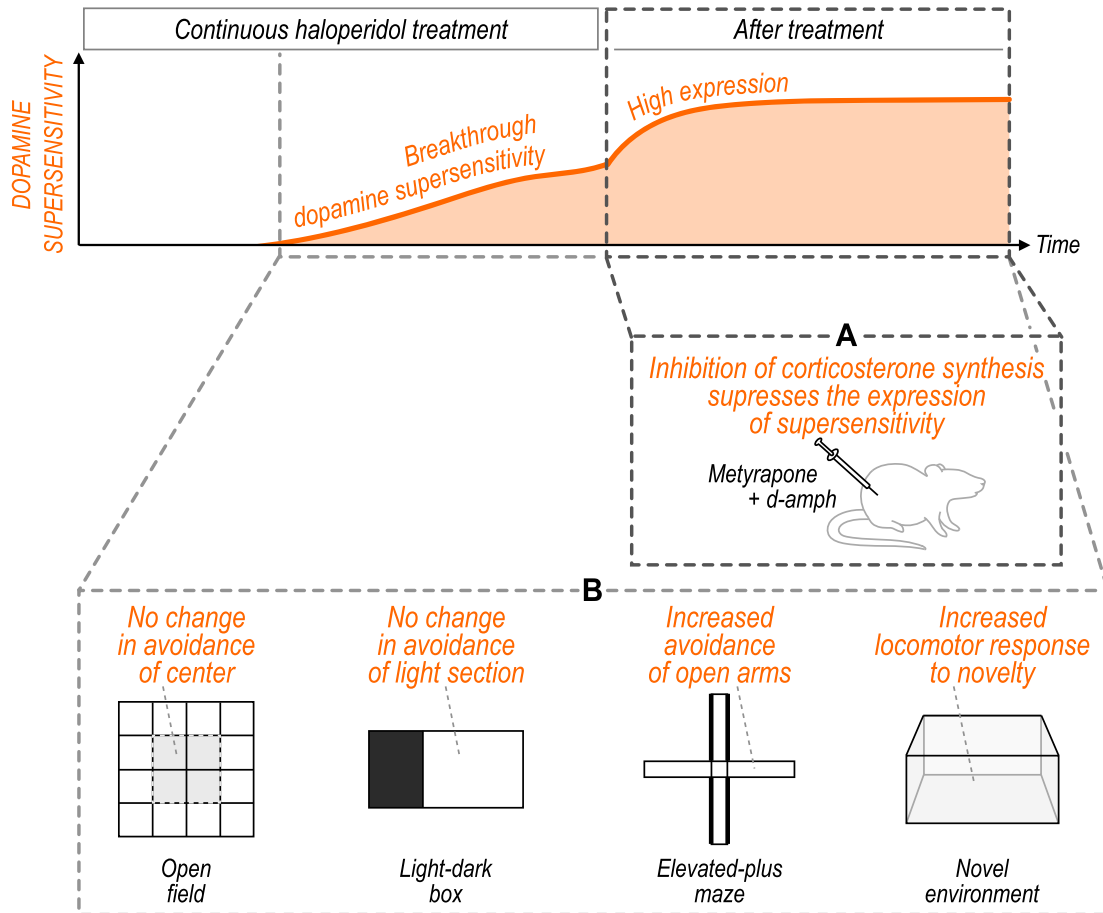 Continuous haloperidol treatment
After treatment
DOPAMINE
SUPERSENSITIVITY
Breakthrough
dopamine supersensitivity
High expression
Time
A
Inhibition of corticosterone synthesis
supresses the expression
of supersensitivity
Metyrapone
+ d-amph
B
No change
in avoidance
of center
Open
field
No change
in avoidance
of light section
Light-dark
box
Increased
avoidance
of open arms
Elevated-plus
maze
Increased
locomotor response
to novelty
Novel
environment